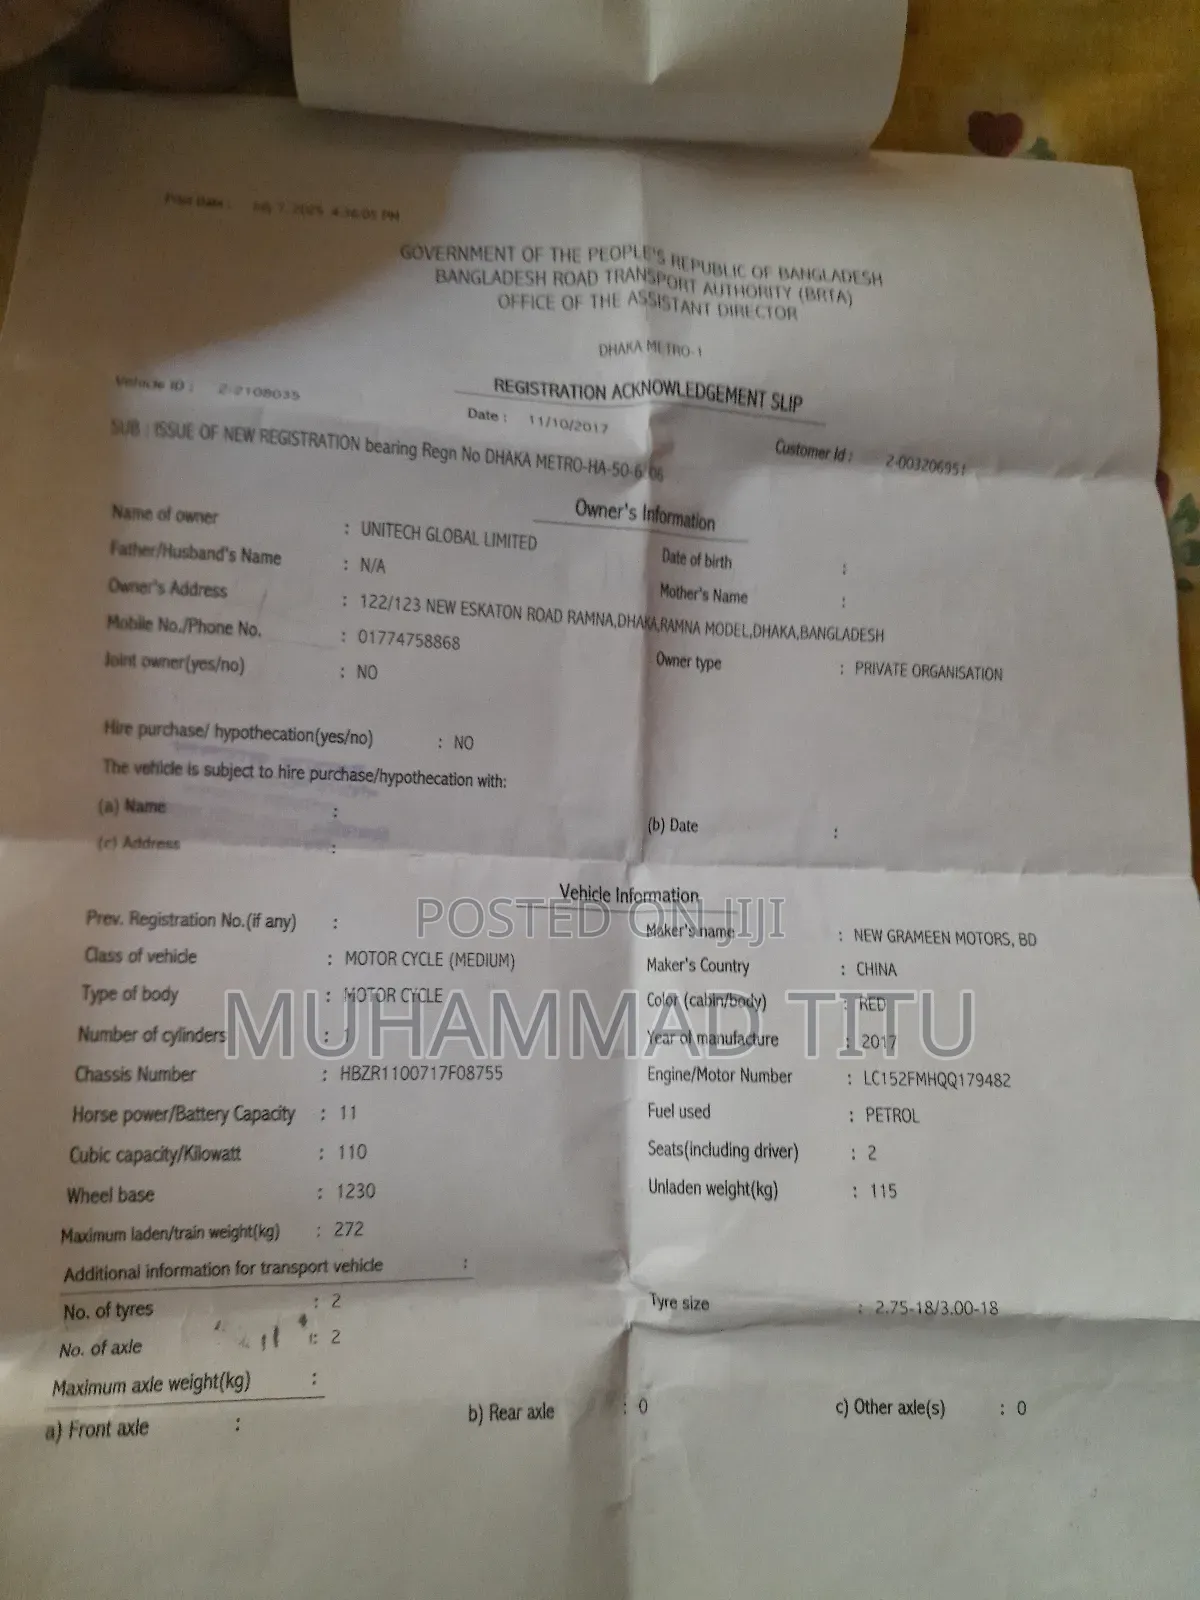 Print Date : July 7, 2025 4:36:05 PM
GOVERNMENT OF THE PEOPLE'S REPUBLIC OF BANGLADESH
BANGLADESH ROAD TRANSPORT AUTHORITY (BRTA)
OFFICE OF THE ASSISTANT DIRECTOR
DHAKA METRO-1
Vehicle ID : 2-2108035
REGISTRATION ACKNOWLEDGEMENT SLIP
Date : 11/10/2017
Customer Id : 2-003206951
SUB : ISSUE OF NEW REGISTRATION bearing Regn No
Owner's Information
Name of owner : UNITECH GLOBAL LIMITED
Date of birth :
Father/Husband's Name : N/A
Mother's Name :
Owner's Address : 122/123 NEW ESKATON ROAD RAMNA,DHAKA,RAMNA MODEL,DHAKA,BANGLADESH
Mobile No./Phone No. : 01774758868
Owner type : PRIVATE ORGANISATION
Joint owner(yes/no) : NO
Hire purchase/ hypothecation(yes/no) : NO
The vehicle is subject to hire purchase/hypothecation with:
(a) Name :
(b) Date :
(c) Address :
Vehicle Information
POSTED ON JIJI
Prev. Registration No.(if any) :
Maker's name : NEW GRAMEEN MOTORS, BD
Class of vehicle : MOTOR CYCLE (MEDIUM)
Maker's Country : CHINA
Type of body : MOTOR CYCLE
Color (cabin/body) : RED
MUHAMMAD TITU
Number of cylinders : 1
Year of manufacture : 2017
Chassis Number : HBZR1100717F08755
Engine/Motor Number : LC152FMHQQ179482
Horse power/Battery Capacity : 11
Fuel used : PETROL
Cubic capacity/Kilowatt : 110
Seats(including driver) : 2
Wheel base : 1230
Unladen weight(kg) : 115
Maximum laden/train weight(kg) : 272
Additional information for transport vehicle :
No. of tyres : 2
Tyre size : 2.75-18/3.00-18
No. of axle : 2
Maximum axle weight(kg) :
a) Front axle :
b) Rear axle : 0
c) Other axle(s) : 0